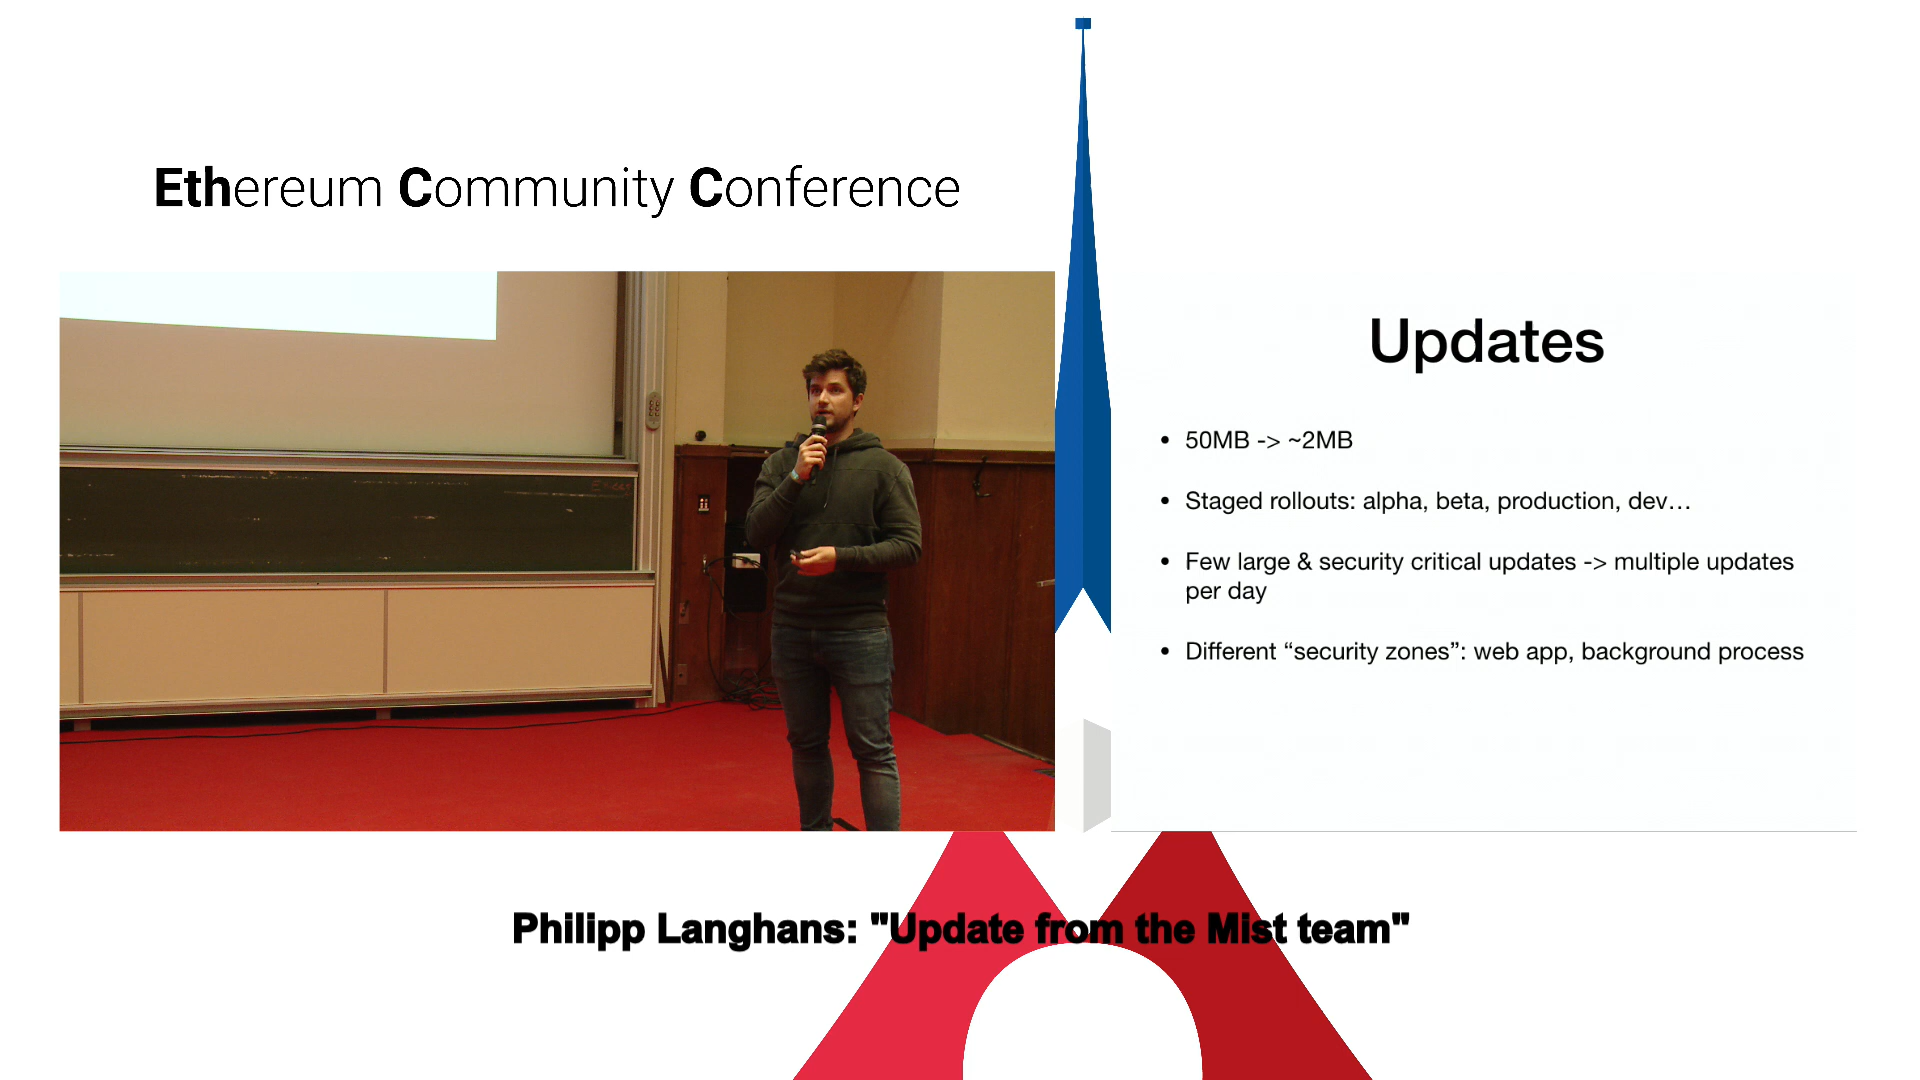 Ethereum Community Conference
Updates
• 50MB -> ~2MB
• Staged rollouts: alpha, beta, production, dev…
• Few large & security critical updates -> multiple updates
per day
• Different “security zones”: web app, background process
Philipp Langhans: "Update from the Mist team"